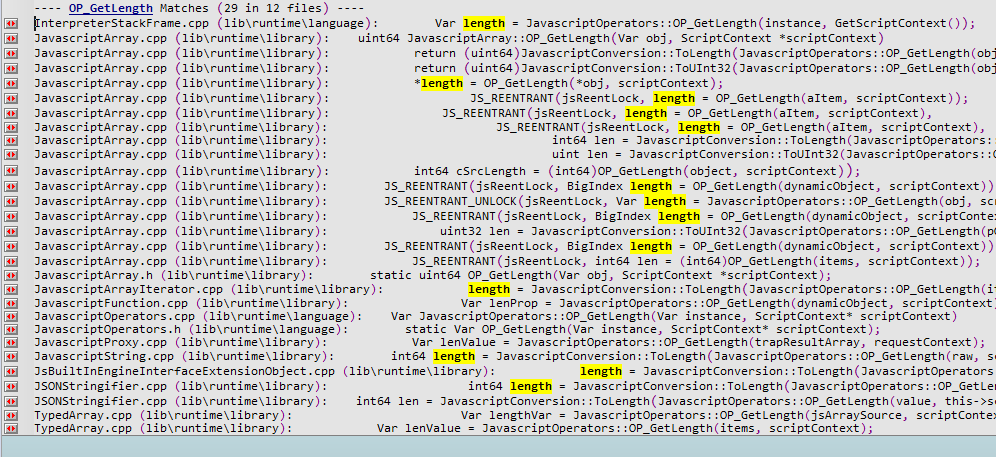 ---- OP_GetLength Matches (29 in 12 files) ----
InterpreterStackFrame.cpp (lib\runtime\language): Var length = JavascriptOperators::OP_GetLength(instance, GetScriptContext());
JavascriptArray.cpp (lib\runtime\library): uint64 JavascriptArray::OP_GetLength(Var obj, ScriptContext *scriptContext)
JavascriptArray.cpp (lib\runtime\library): return (uint64)JavascriptConversion::ToLength(JavascriptOperators::OP_GetLength(obj
JavascriptArray.cpp (lib\runtime\library): return (uint64)JavascriptConversion::ToUInt32(JavascriptOperators::OP_GetLength(obj
JavascriptArray.cpp (lib\runtime\library): *length = OP_GetLength(*obj, scriptContext);
JavascriptArray.cpp (lib\runtime\library): JS_REENTRANT(jsReentLock, length = OP_GetLength(aItem, scriptContext));
JavascriptArray.cpp (lib\runtime\library): JS_REENTRANT(jsReentLock, length = OP_GetLength(aItem, scriptContext),
JavascriptArray.cpp (lib\runtime\library): JS_REENTRANT(jsReentLock, length = OP_GetLength(aItem, scriptContext,
JavascriptArray.cpp (lib\runtime\library): int64 len = JavascriptConversion::ToLength(JavascriptOperators::
JavascriptArray.cpp (lib\runtime\library): uint len = JavascriptConversion::ToUInt32(JavascriptOperators::O
JavascriptArray.cpp (lib\runtime\library): int64 cSrcLength = (int64)OP_GetLength(object, scriptContext));
JavascriptArray.cpp (lib\runtime\library): JS_REENTRANT(jsReentLock, BigIndex length = OP_GetLength(dynamicObject, scriptContext))
JavascriptArray.cpp (lib\runtime\library): JS_REENTRANT_UNLOCK(jsReentLock, Var length = JavascriptOperators::OP_GetLength(obj, scr
JavascriptArray.cpp (lib\runtime\library): JS_REENTRANT(jsReentLock, BigIndex length = OP_GetLength(dynamicObject, scriptConte
JavascriptArray.cpp (lib\runtime\library): uint32 len = JavascriptConversion::ToUInt32(JavascriptOperators::OP_GetLength(p
JavascriptArray.cpp (lib\runtime\library): JS_REENTRANT(jsReentLock, BigIndex length = OP_GetLength(dynamicObject, scriptContext))
JavascriptArray.cpp (lib\runtime\library): JS_REENTRANT(jsReentLock, int64 len = (int64)OP_GetLength(items, scriptContext));
JavascriptArray.h (lib\runtime\library): static uint64 OP_GetLength(Var obj, ScriptContext *scriptContext);
JavascriptArrayIterator.cpp (lib\runtime\library): length = JavascriptConversion::ToLength(JavascriptOperators::OP_GetLength(it
JavascriptFunction.cpp (lib\runtime\library): Var lenProp = JavascriptOperators::OP_GetLength(dynamicObject, scriptContext
JavascriptOperators.cpp (lib\runtime\language): Var JavascriptOperators::OP_GetLength(Var instance, ScriptContext* scriptContext)
JavascriptOperators.h (lib\runtime\language): static Var OP_GetLength(Var instance, ScriptContext* scriptContext);
JavascriptProxy.cpp (lib\runtime\library): Var lenValue = JavascriptOperators::OP_GetLength(trapResultArray, requestContext);
JavascriptString.cpp (lib\runtime\library): int64 length = JavascriptConversion::ToLength(JavascriptOperators::OP_GetLength(raw, s
JsBuiltInEngineInterfaceExtensionObject.cpp (lib\runtime\library): length = JavascriptConversion::ToLength(JavascriptOperators
JSONStringifier.cpp (lib\runtime\library): int64 length = JavascriptConversion::ToLength(JavascriptOperators::OP_GetLe
JSONStringifier.cpp (lib\runtime\library): int64 len = JavascriptConversion::ToLength(JavascriptOperators::OP_GetLength(value, this->sc
TypedArray.cpp (lib\runtime\library): Var lengthVar = JavascriptOperators::OP_GetLength(jsArraySource, scriptConte
TypedArray.cpp (lib\runtime\library): Var lenValue = JavascriptOperators::OP_GetLength(items, scriptContext);